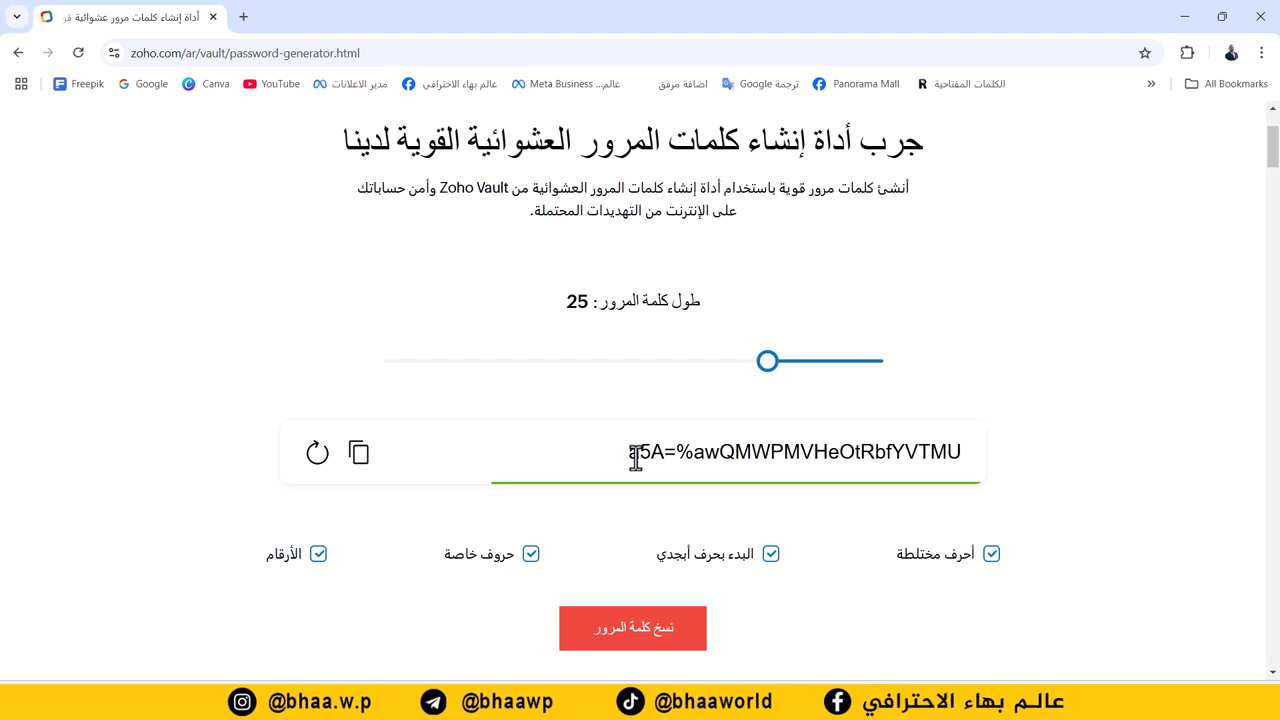 أداة إنشاء كلمات مرور عشوائية قو
zoho.com/ar/vault/password-generator.html
Freepik
Google
Canva
YouTube
مدير الاعلانات
عالم بهاء الاحترافي
Meta Business ...عالم
اضافة مرفق
ترجمة Google
Panorama Mall
الكلمات المفتاحية
»
All Bookmarks
جرب أداة إنشاء كلمات المرور العشوائية القوية لدينا
أنشئ كلمات مرور قوية باستخدام أداة إنشاء كلمات المرور العشوائية من Zoho Vault وأمن حساباتك
على الإنترنت من التهديدات المحتملة.
طول كلمة المرور: 25
a5A=%awQMWPMVHeOtRbfYVTMU
أحرف مختلطة
البدء بحرف أبجدي
حروف خاصة
الأرقام
نسخ كلمة المرور
@bhaa.w.p
@bhaawp
@bhaaworld
عالم بهاء الاحترافي